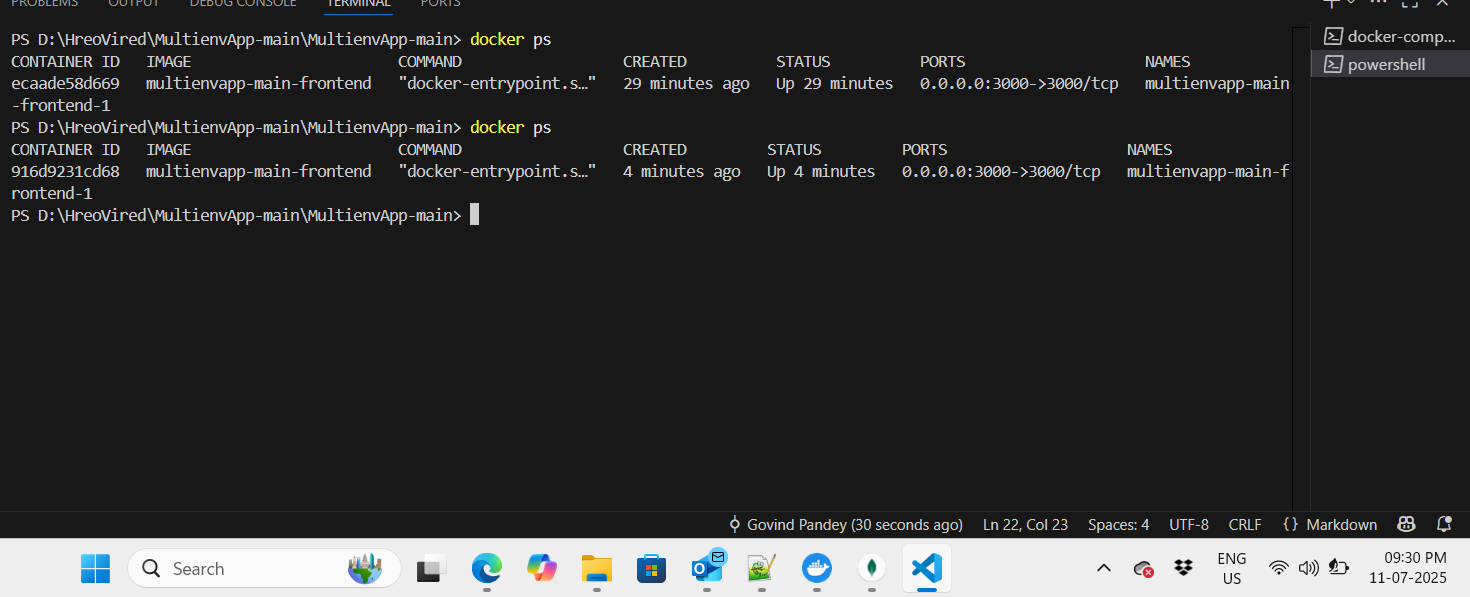 PROBLEMS OUTPUT DEBUG CONSOLE TERMINAL PORTS
PS D:\HreoVired\MultienvApp-main\MultienvApp-main> docker ps
CONTAINER ID IMAGE COMMAND CREATED STATUS PORTS NAMES
ecaade58d669 multienvapp-main-frontend "docker-entrypoint.s…" 29 minutes ago Up 29 minutes 0.0.0.0:3000->3000/tcp multienvapp-main
-frontend-1
PS D:\HreoVired\MultienvApp-main\MultienvApp-main> docker ps
CONTAINER ID IMAGE COMMAND CREATED STATUS PORTS NAMES
916d9231cd68 multienvapp-main-frontend "docker-entrypoint.s…" 4 minutes ago Up 4 minutes 0.0.0.0:3000->3000/tcp multienvapp-main-f
rontend-1
PS D:\HreoVired\MultienvApp-main\MultienvApp-main>
docker-comp...
powershell
Govind Pandey (30 seconds ago) Ln 22, Col 23 Spaces: 4 UTF-8 CRLF {} Markdown
Search
ENG
US
09:30 PM
11-07-2025